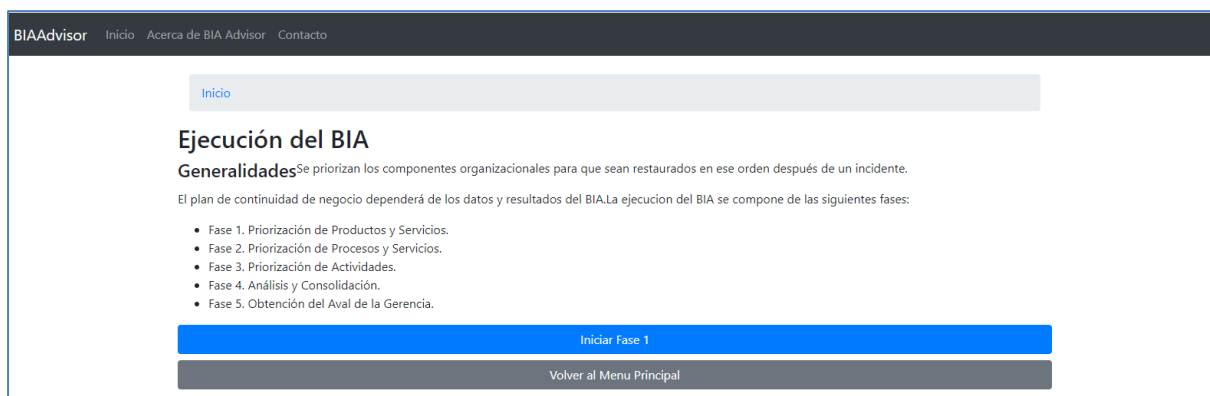 BIAAdvisor Inicio Acerca de BIA Advisor Contacto
Inicio
Ejecución del BIA
Generalidades Se priorizan los componentes organizacionales para que sean restaurados en ese orden después de un incidente.
El plan de continuidad de negocio dependerá de los datos y resultados del BIA.La ejecucion del BIA se compone de las siguientes fases:
• Fase 1. Priorización de Productos y Servicios.
• Fase 2. Priorización de Procesos y Servicios.
• Fase 3. Priorización de Actividades.
• Fase 4. Análisis y Consolidación.
• Fase 5. Obtención del Aval de la Gerencia.
Iniciar Fase 1
Volver al Menu Principal